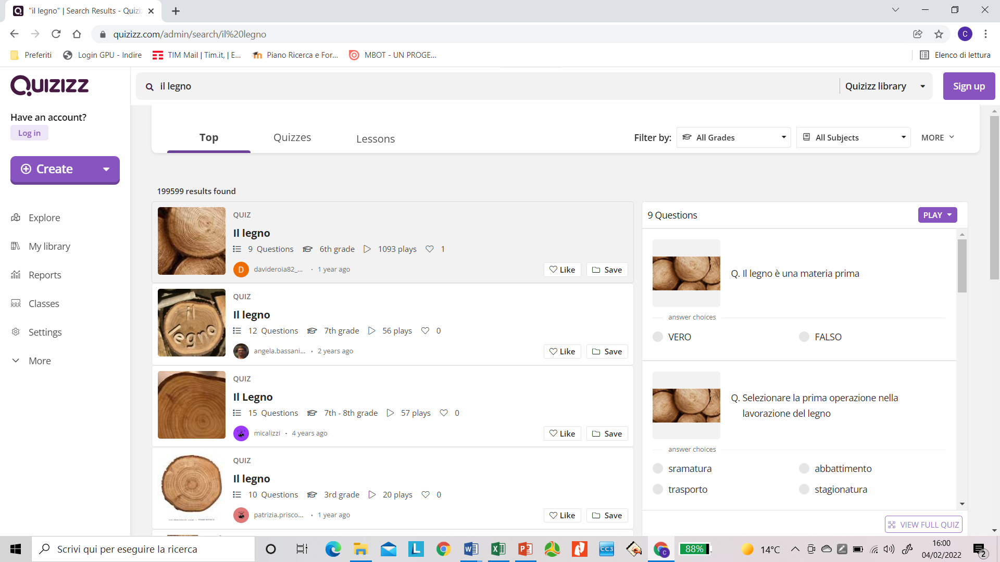 "il legno" | Search Results - Quiz
quizizz.com/admin/search/il%20legno
C
Preferiti
Login GPU - Indire
TIM Mail | Tim.it, | E...
Piano Ricerca e For...
MBOT - UN PROGE...
Elenco di lettura
QUIZIZZ
il legno
Quizizz library
Sign up
Have an account?
Log in
Create
Explore
My library
Reports
Classes
Settings
More
Top
Quizzes
Lessons
Filter by:
All Grades
All Subjects
MORE
199599 results found
QUIZ
Il legno
9 Questions 6th grade 1093 plays 1
D davideroia82_... · 1 year ago
Like Save
il legno
QUIZ
Il legno
12 Questions 7th grade 56 plays 0
angela.bassani... · 2 years ago
Like Save
QUIZ
Il Legno
15 Questions 7th - 8th grade 57 plays 0
micalizzi · 4 years ago
Like Save
QUIZ
Il legno
10 Questions 3rd grade 20 plays 0
patrizia.prisco... · 1 year ago
Like Save
9 Questions
PLAY
Q. Il legno è una materia prima
answer choices
VERO FALSO
Q. Selezionare la prima operazione nella
lavorazione del legno
answer choices
sramatura abbattimento
trasporto stagionatura
VIEW FULL QUIZ
Scrivi qui per eseguire la ricerca
L
CC3
C
88%
14°C
16:00
04/02/2022
2